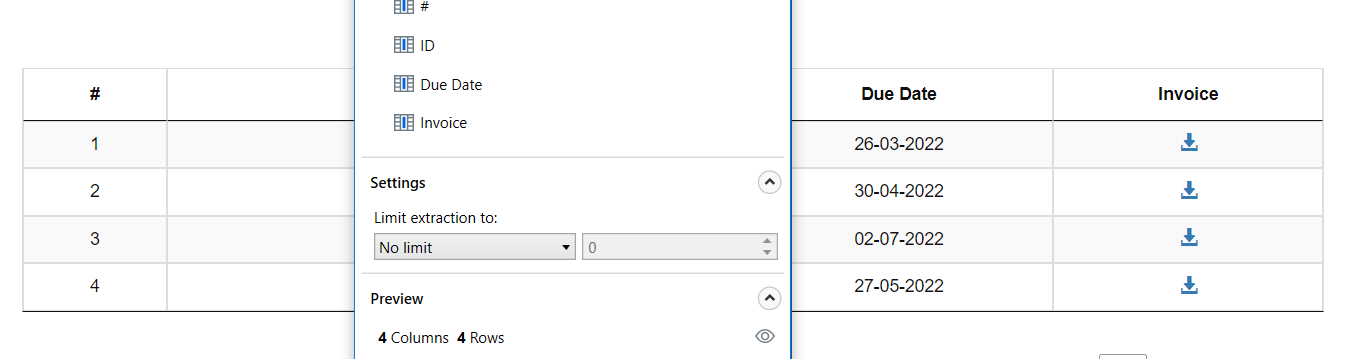 #
ID
Due Date
Invoice
Settings
Limit extraction to:
No limit 0
Preview
4 Columns 4 Rows
# Due Date Invoice
1 26-03-2022
2 30-04-2022
3 02-07-2022
4 27-05-2022